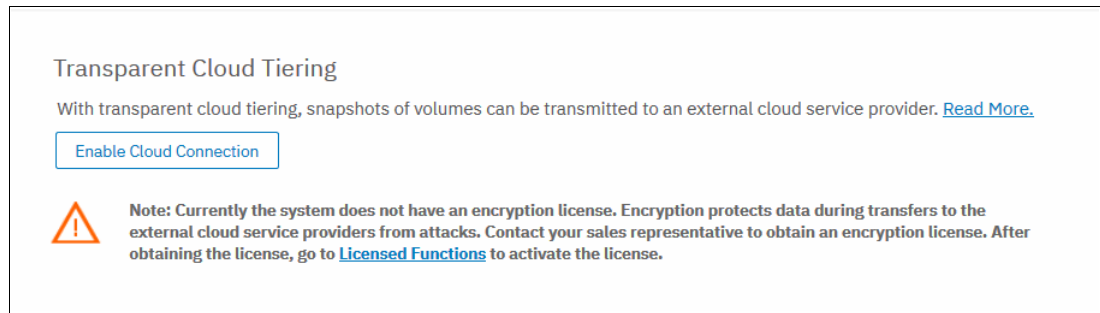 Transparent Cloud Tiering
With transparent cloud tiering, snapshots of volumes can be transmitted to an external cloud service provider. Read More.
Enable Cloud Connection
Note: Currently the system does not have an encryption license. Encryption protects data during transfers to the
external cloud service providers from attacks. Contact your sales representative to obtain an encryption license. After
obtaining the license, go to Licensed Functions to activate the license.